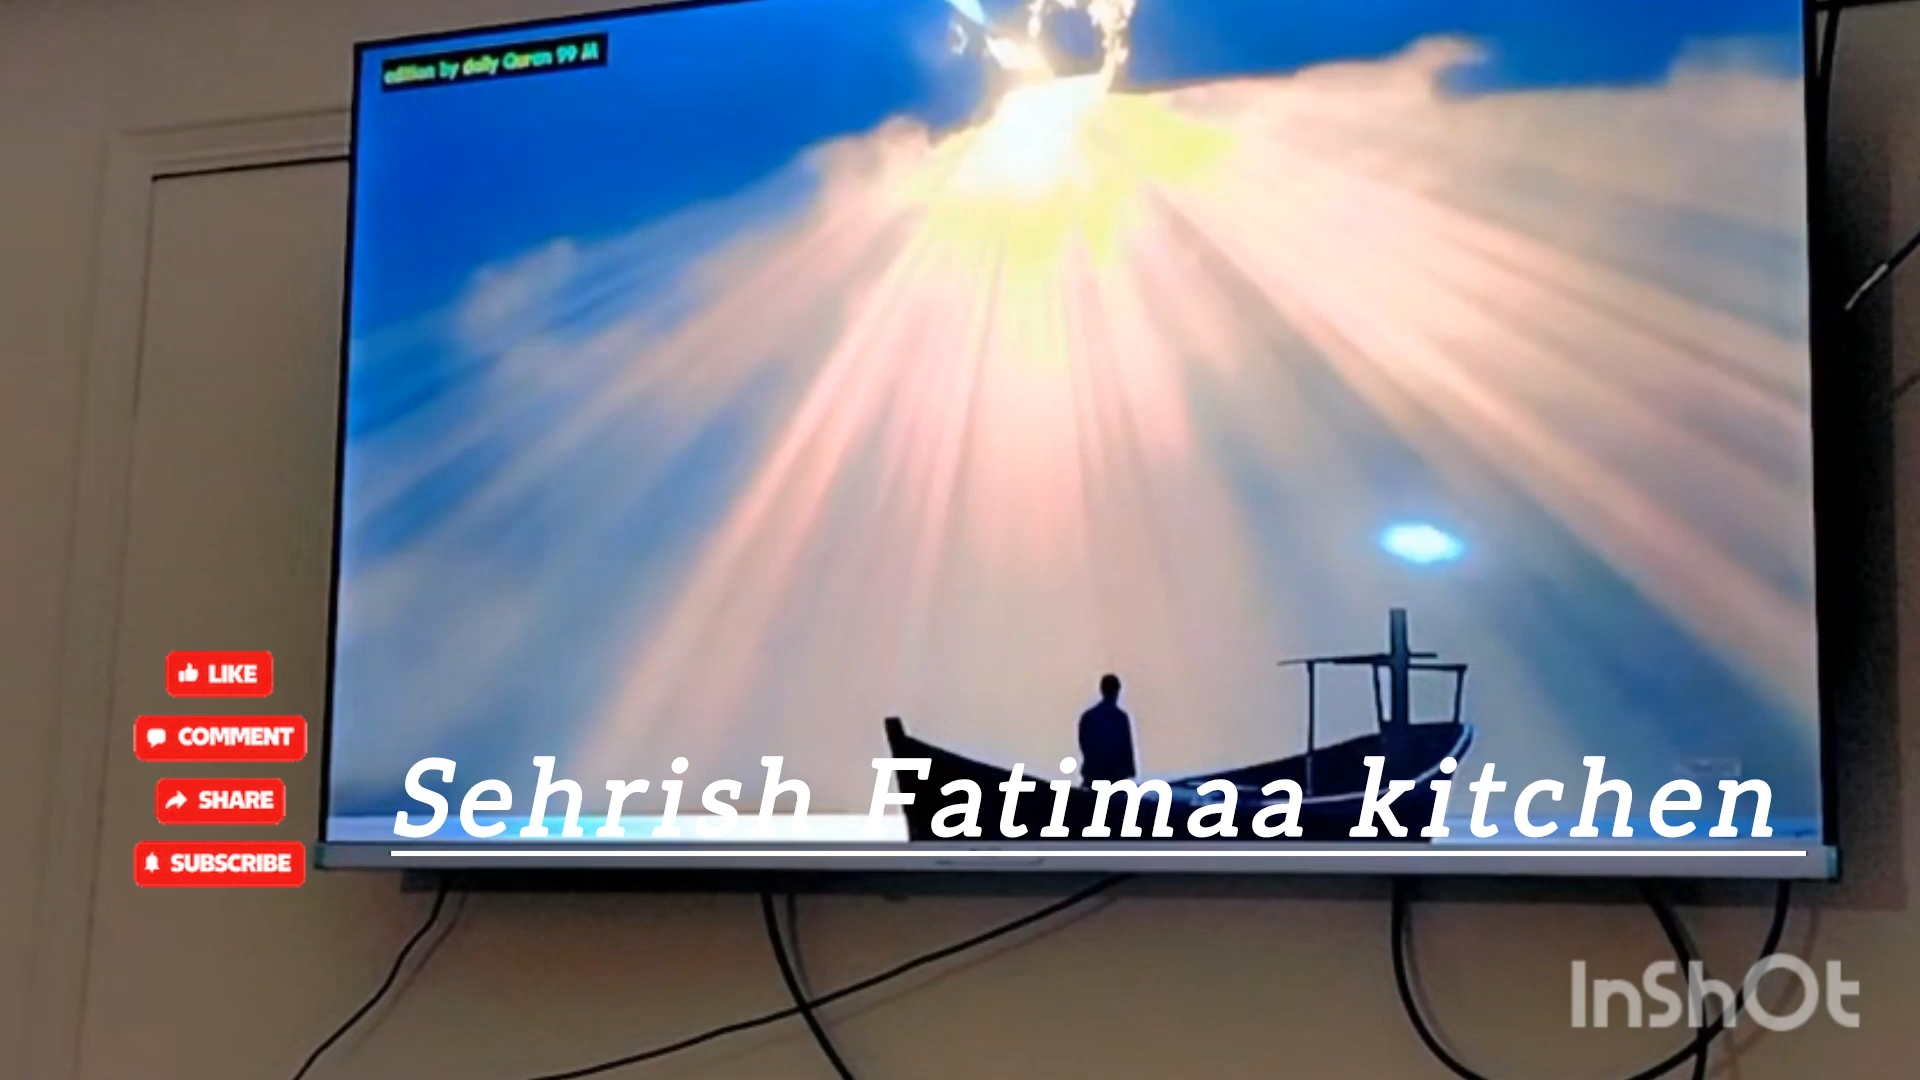 edition by daily Quran 99 M
LIKE
COMMENT
SHARE
SUBSCRIBE
Sehrish Fatimaa kitchen
InShOt